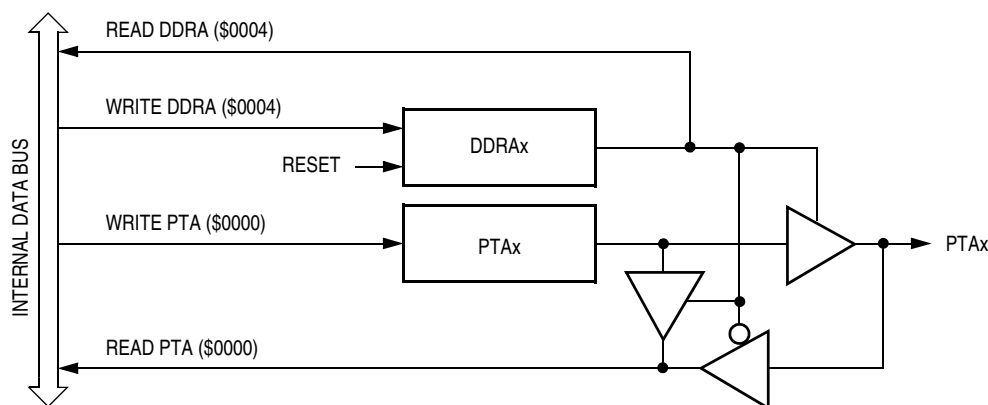 READ DDRA ($0004)
WRITE DDRA ($0004)
DDRAx
RESET
INTERNAL DATA BUS
WRITE PTA ($0000)
PTAx
PTAx
READ PTA ($0000)